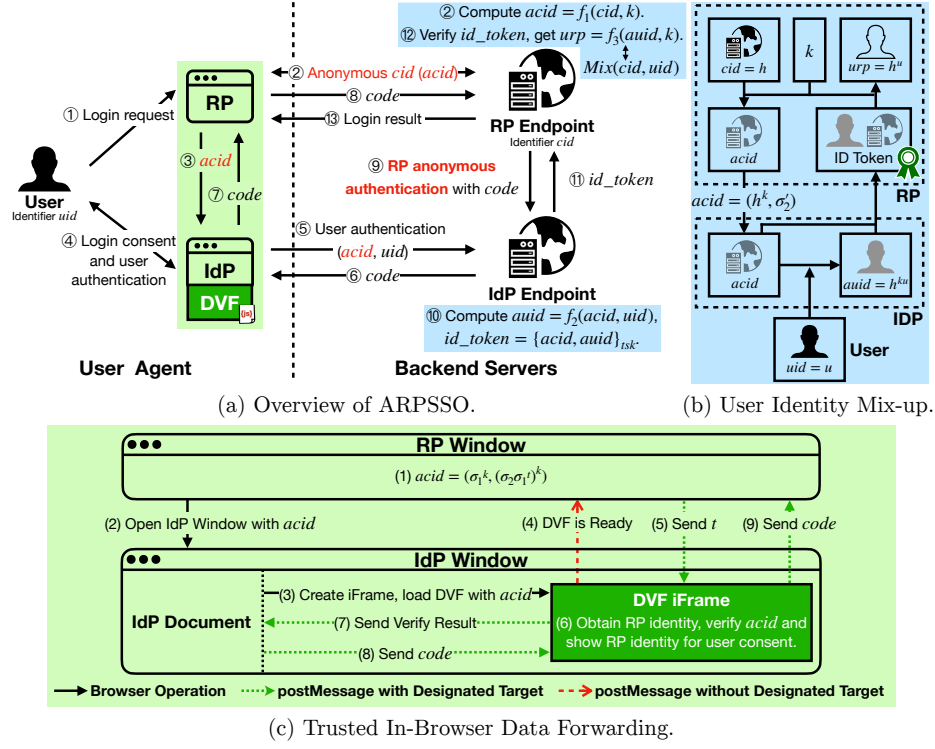 ② Compute acid = f₁(cid, k).
⑫ Verify id_token, get urp = f₃(auid, k).
Mix(cid, uid)
② Anonymous cid (acid)
RP
⑧ code
① Login request
⑬ Login result
RP Endpoint
Identifier cid
③ acid
⑨ RP anonymous
authentication with code
⑪ id_token
⑦ code
User
Identifier uid
④ Login consent
and user
authentication
⑤ User authentication
(acid, uid)
⑥ code
IdP
DVF
{js}
IdP Endpoint
⑩ Compute auid = f₂(acid, uid),
id_token = {acid, auid}ₜₛₖ.
User Agent
Backend Servers
(a) Overview of ARPSSO.
cid = h
k
urp = hᵘ
acid
ID Token
RP
acid = (hᵏ, σ₂′)
acid
auid = hᵏᵘ
IDP
User
uid = u
(b) User Identity Mix-up.
RP Window
(1) acid = (σ₁ᵏ, (σ₂σ₁ᵗ)ᵏ)
(2) Open IdP Window with acid
(4) DVF is Ready
(5) Send t
(9) Send code
IdP Window
IdP Document
(3) Create iFrame, load DVF with acid
(7) Send Verify Result
(8) Send code
DVF iFrame
(6) Obtain RP identity, verify acid and
show RP identity for user consent.
Browser Operation
postMessage with Designated Target
postMessage without Designated Target
(c) Trusted In-Browser Data Forwarding.